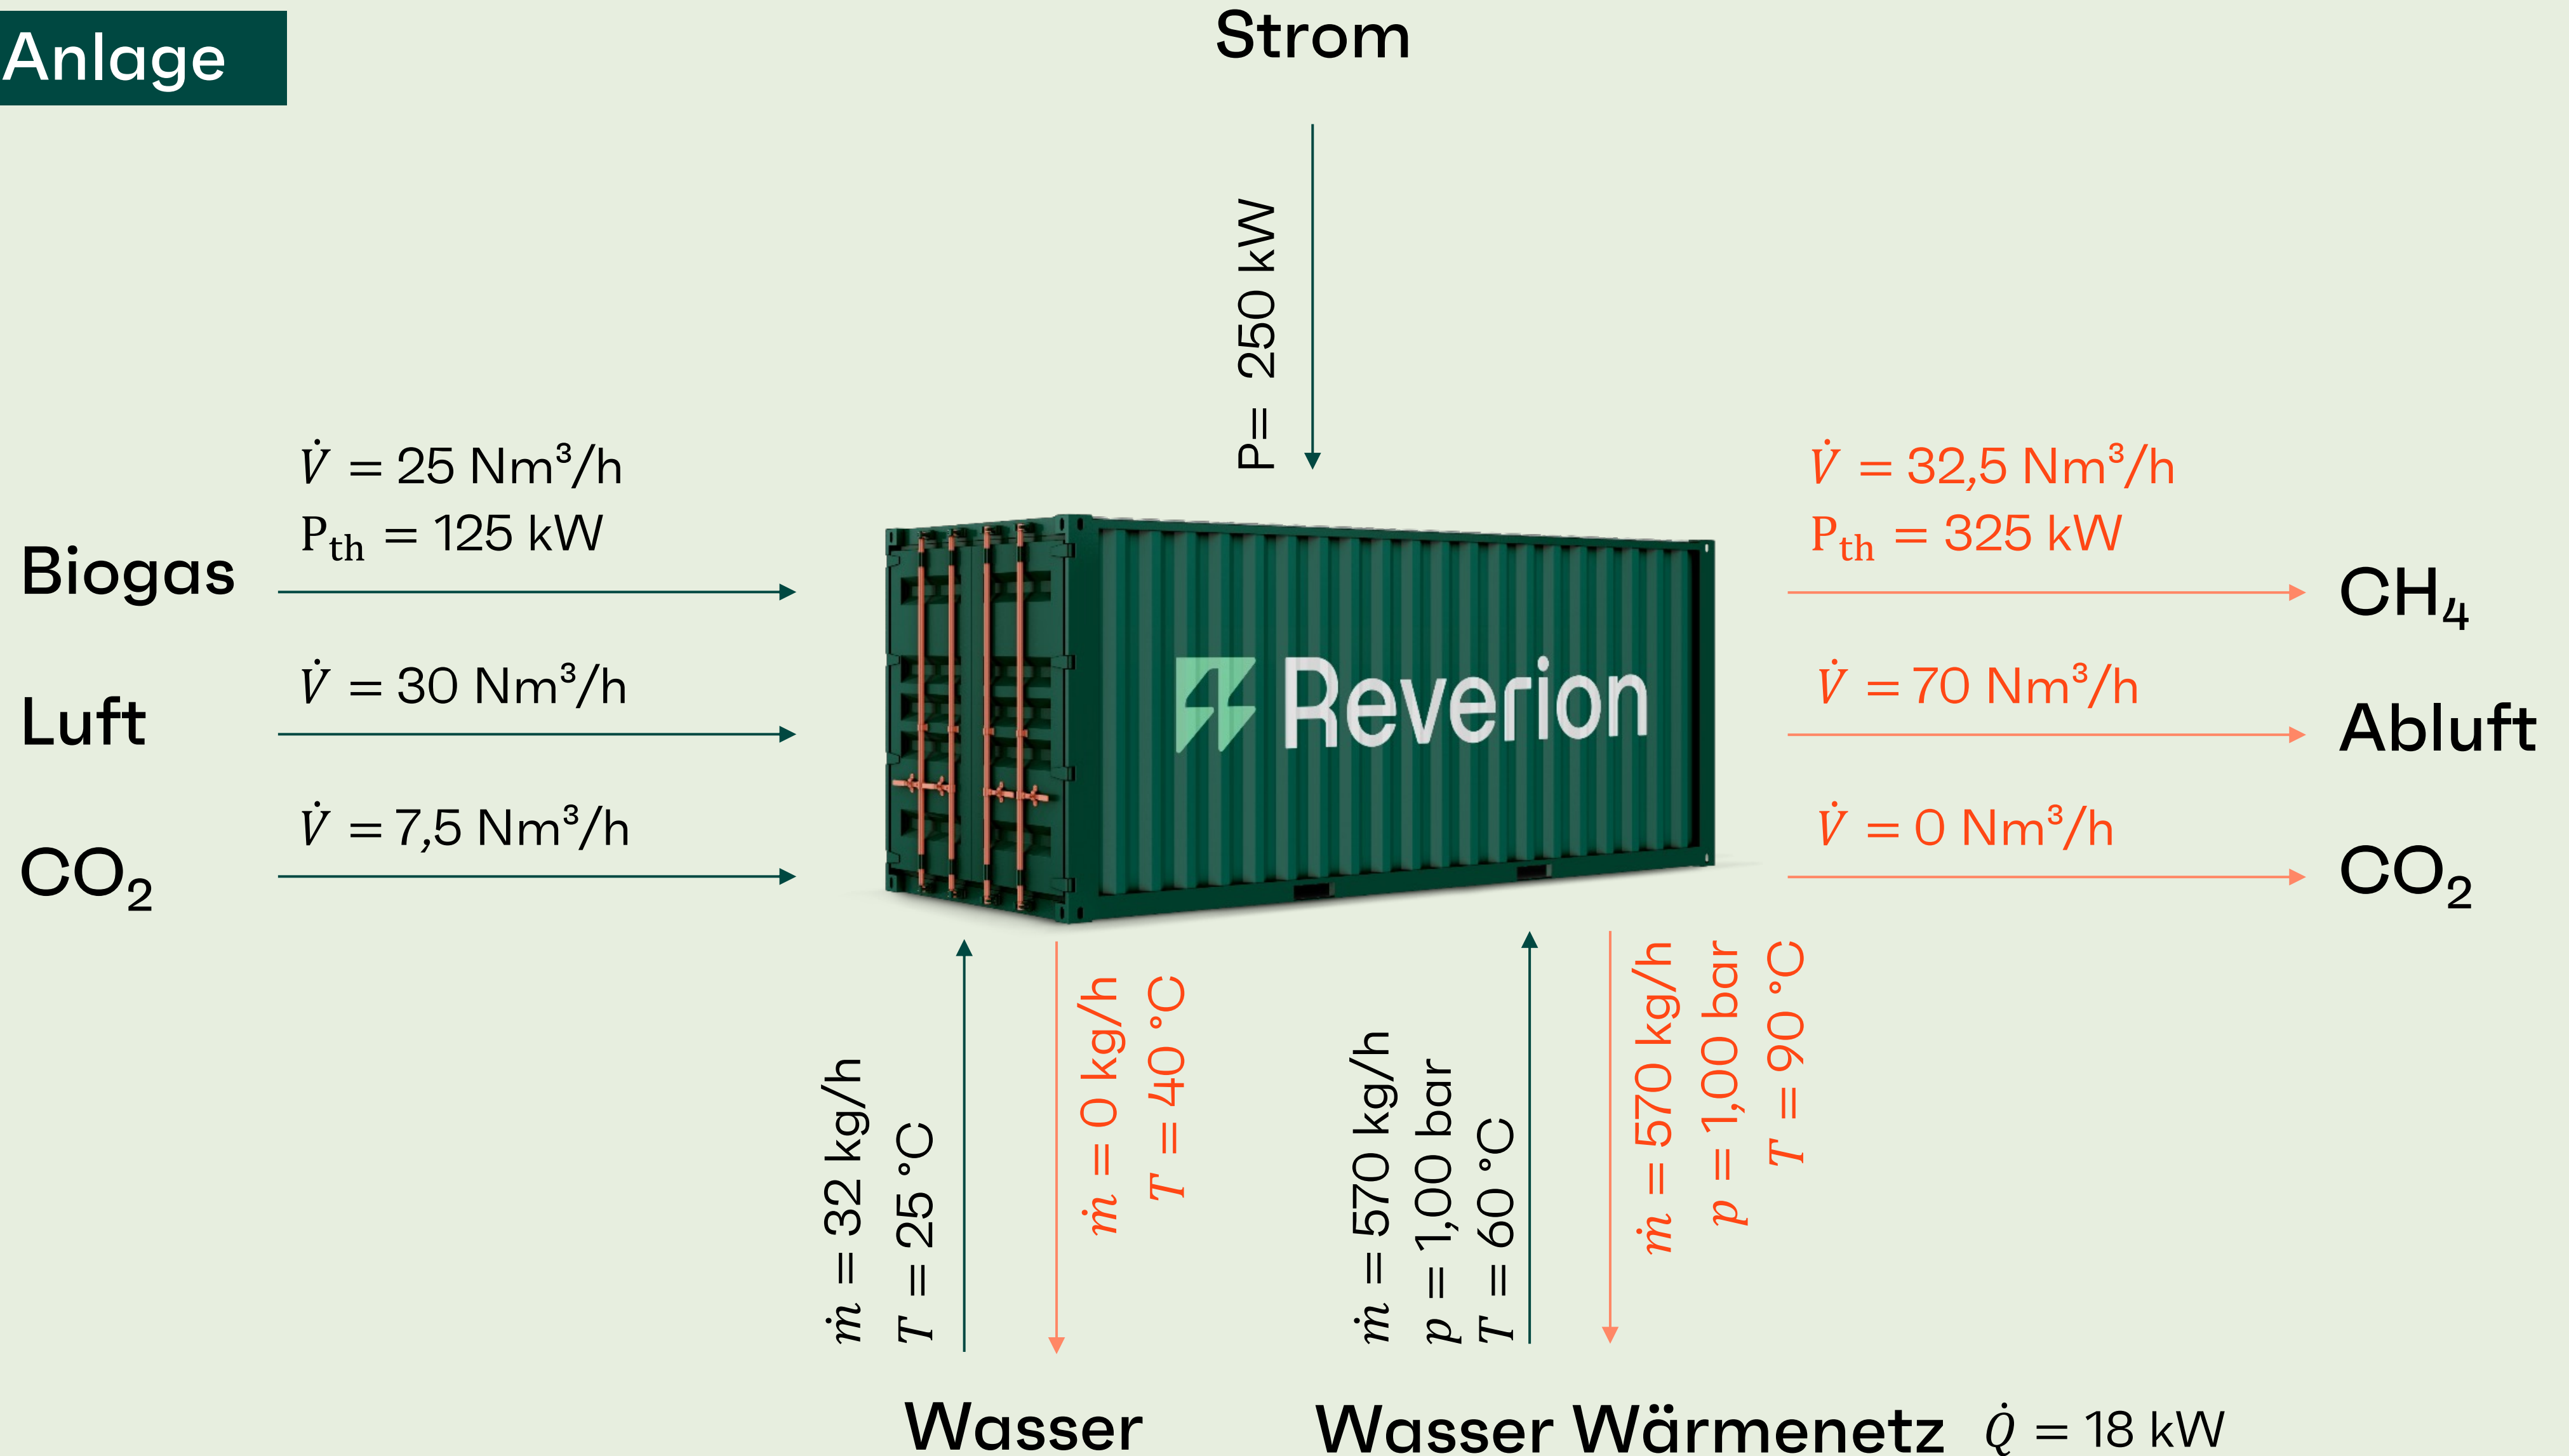 Anlage
Strom
P= 250 kW
V̇ = 25 Nm³/h
P_th = 125 kW
Biogas
V̇ = 30 Nm³/h
Luft
V̇ = 7,5 Nm³/h
CO₂
Reverion
V̇ = 32,5 Nm³/h
P_th = 325 kW
CH₄
V̇ = 70 Nm³/h
Abluft
V̇ = 0 Nm³/h
CO₂
ṁ = 32 kg/h
T = 25 °C
ṁ = 0 kg/h
T = 40 °C
Wasser
ṁ = 570 kg/h
p = 1,00 bar
T = 60 °C
ṁ = 570 kg/h
p = 1,00 bar
T = 90 °C
Wasser Wärmenetz Q̇ = 18 kW